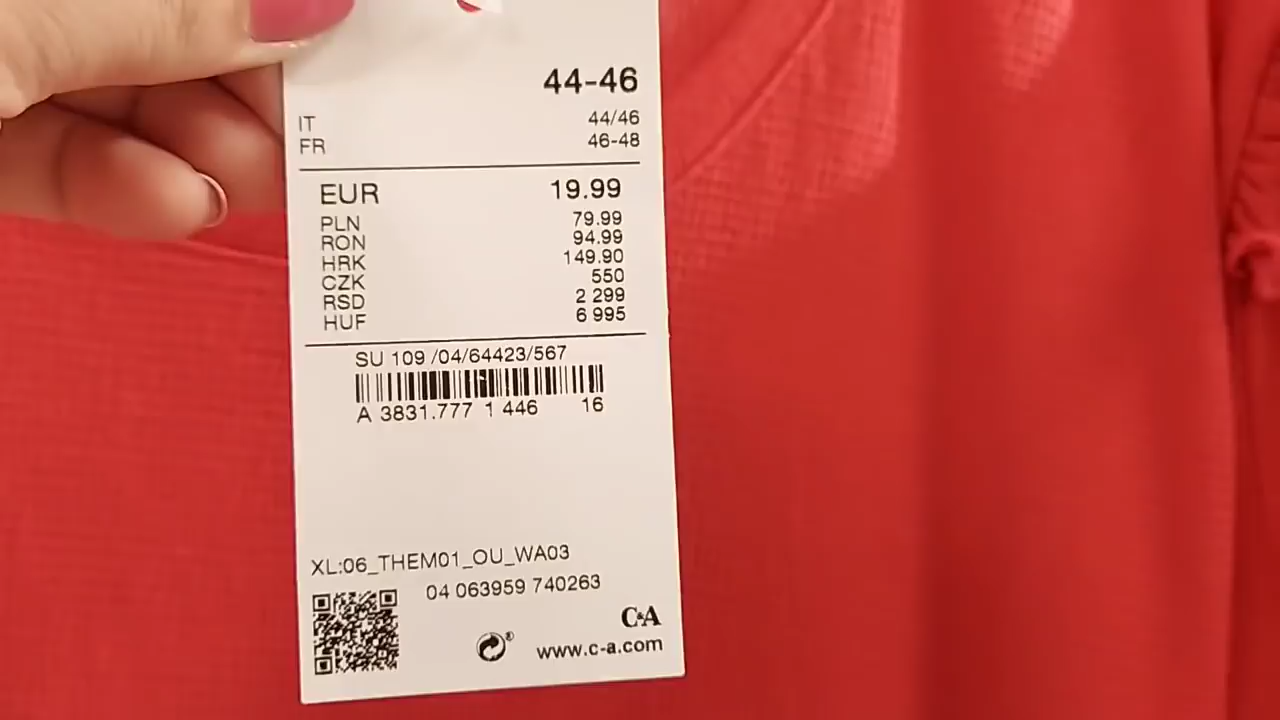 44-46
IT 44/46
FR 46-48
EUR 19.99
PLN 79.99
RON 94.99
HRK 149.90
CZK 550
RSD 2 299
HUF 6 995
SU 109 /04/64423/567
A 3831.777 1 446 16
XL:06_THEM01_OU_WA03
04 063959 740263
C&A
www.c-a.com